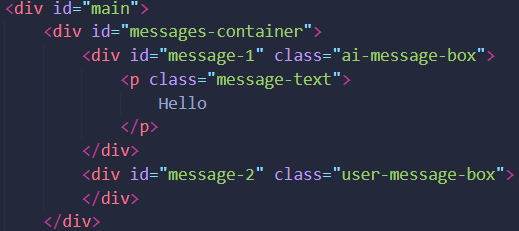 <div id="main">
<div id="messages-container">
<div id="message-1" class="ai-message-box">
<p class="message-text">
Hello
</p>
</div>
<div id="message-2" class="user-message-box">
</div>
</div>